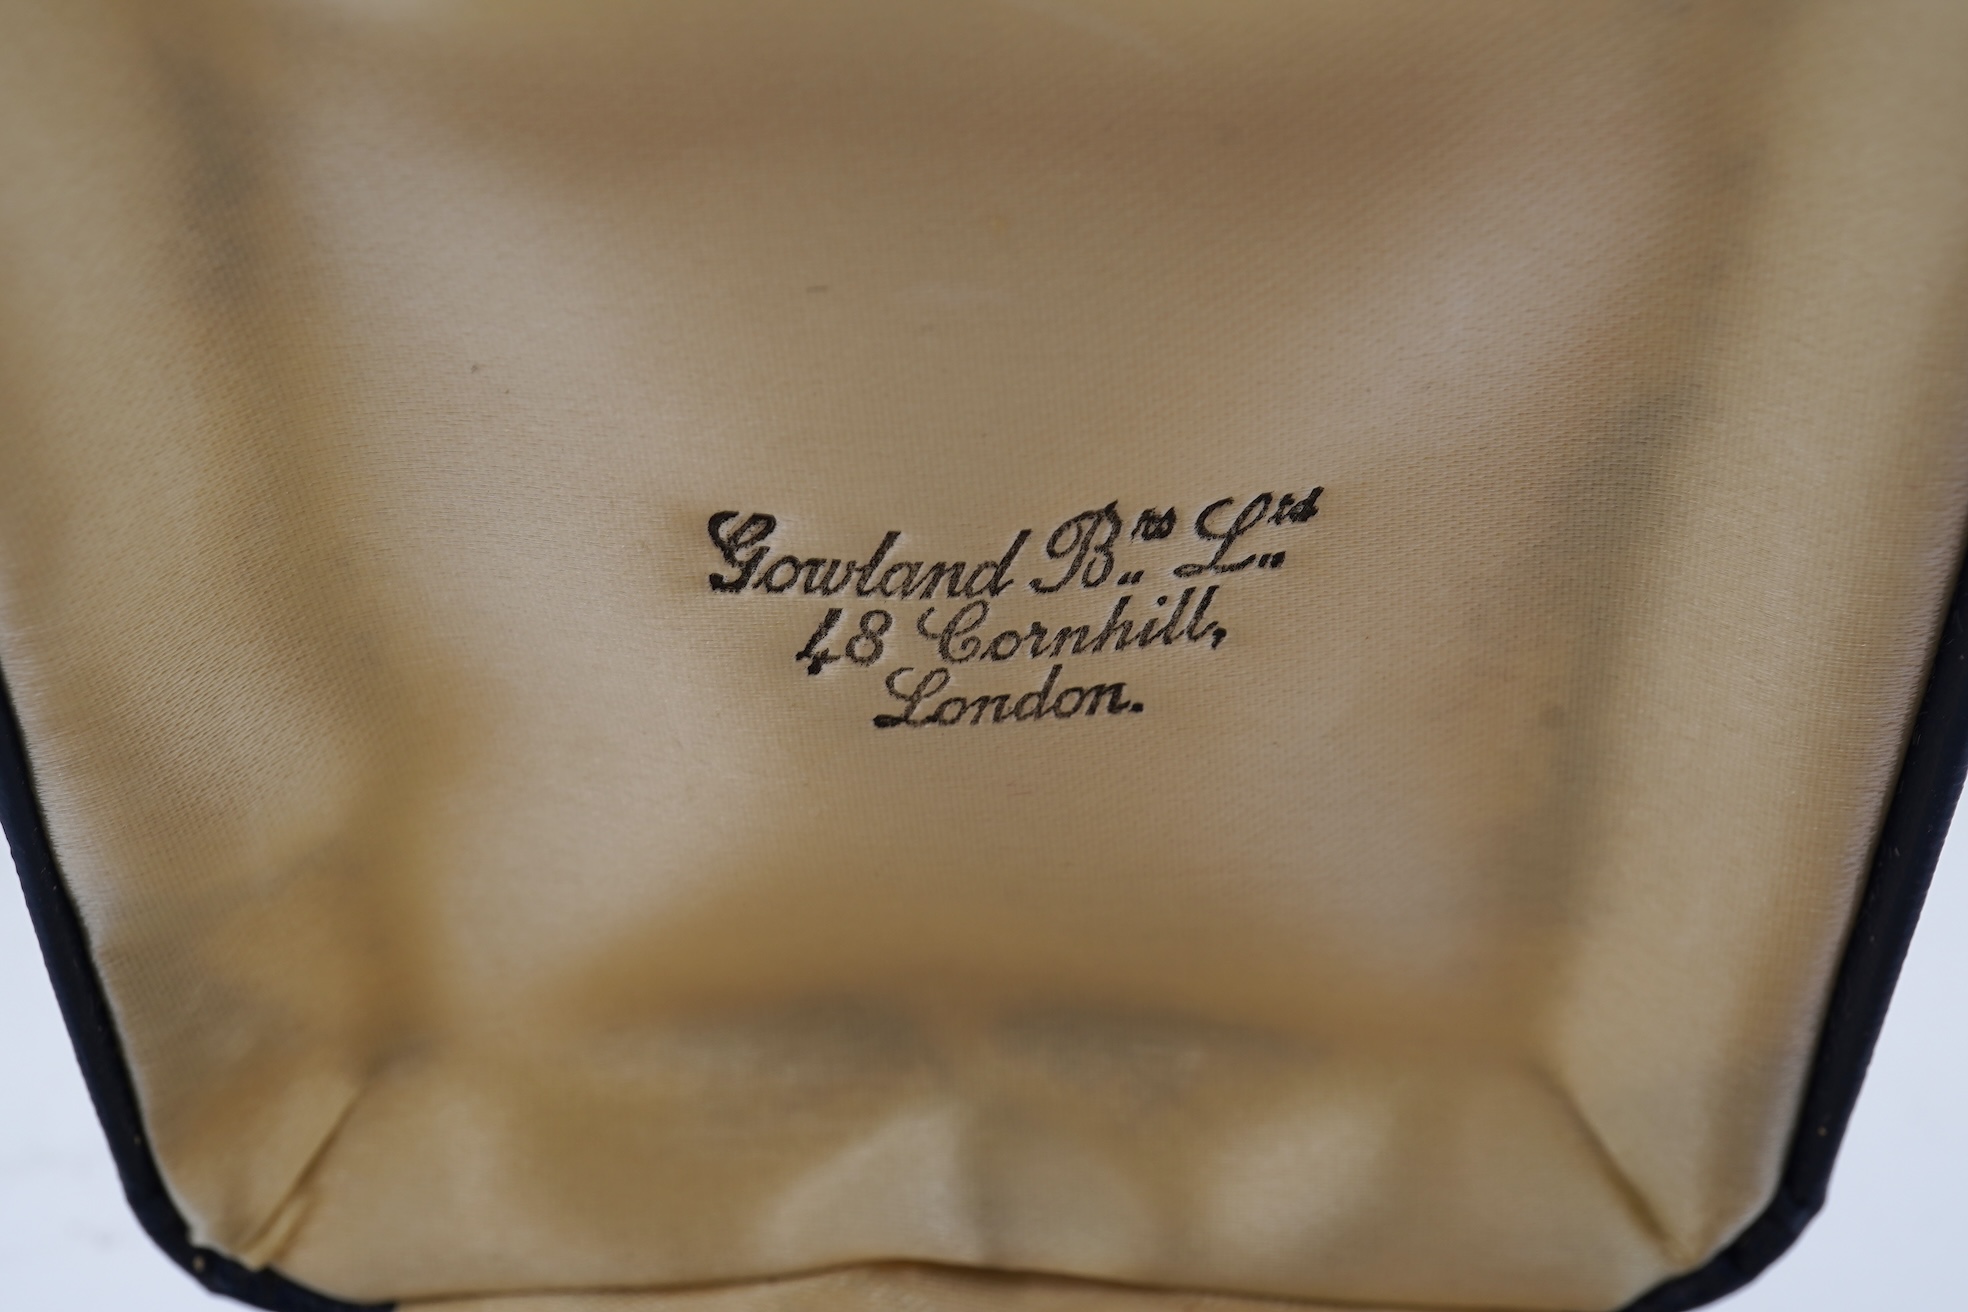 Gowland Brs Ltd
48 Cornhill,
London.